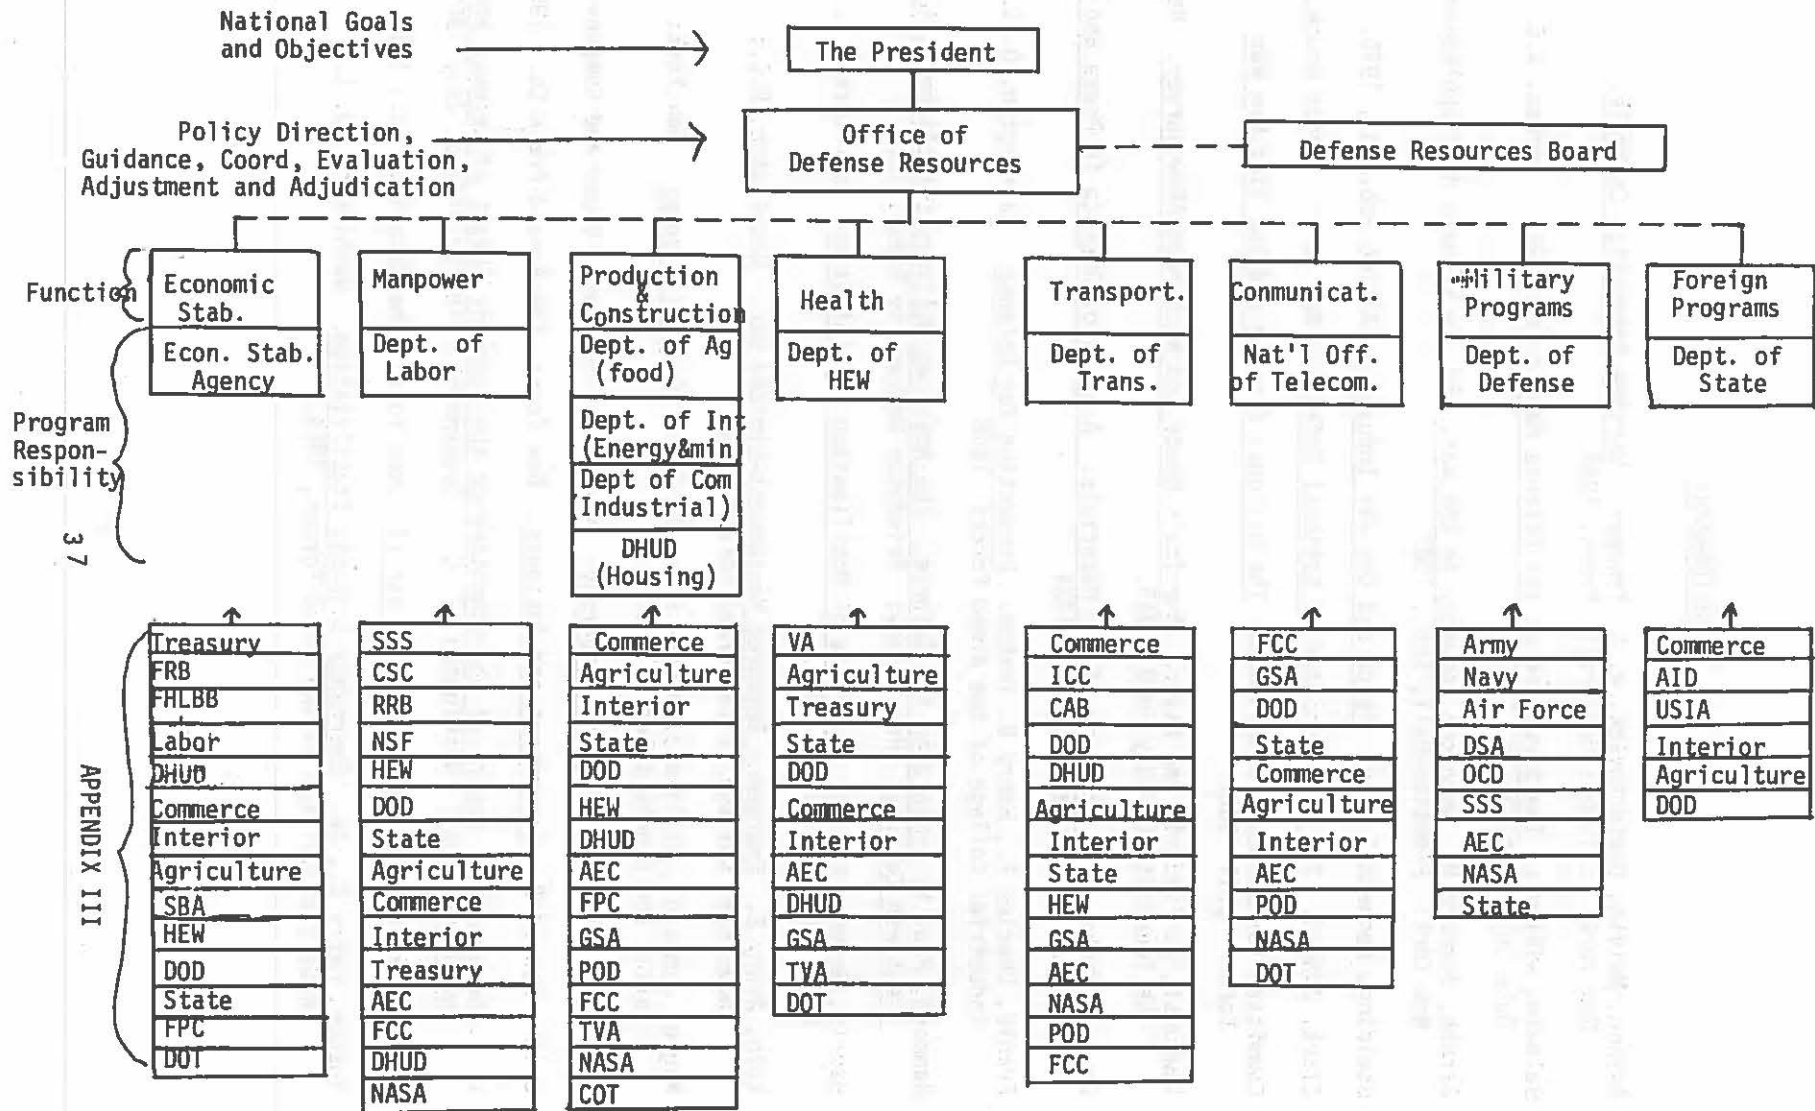 National Goals
and Objectives
The President
Policy Direction,
Guidance, Coord, Evaluation,
Adjustment and Adjudication
Office of
Defense Resources
Defense Resources Board
Function
Program
Respon-
sibility
37
APPENDIX III
Economic
Stab.
Econ. Stab.
Agency
Manpower
Dept. of
Labor
Production
&
Construction
Dept. of Ag
(food)
Dept. of Int
(Energy&min)
Dept of Com
(Industrial)
DHUD
(Housing)
Health
Dept. of
HEW
Transport.
Dept. of
Trans.
Conmunicat.
Nat'l Off.
of Telecom.
Military
Programs
Dept. of
Defense
Foreign
Programs
Dept. of
State
Treasury
FRB
FHLBB
Labor
DHUD
Commerce
Interior
Agriculture
SBA
HEW
DOD
State
FPC
DOT
SSS
CSC
RRB
NSF
HEW
DOD
State
Agriculture
Commerce
Interior
Treasury
AEC
FCC
DHUD
NASA
Commerce
Agriculture
Interior
State
DOD
HEW
DHUD
AEC
FPC
GSA
POD
FCC
TVA
NASA
COT
VA
Agriculture
Treasury
State
DOD
Commerce
Interior
AEC
DHUD
GSA
TVA
DOT
Commerce
ICC
CAB
DOD
DHUD
Agriculture
Interior
State
HEW
GSA
AEC
NASA
POD
FCC
FCC
GSA
DOD
State
Commerce
Agriculture
Interior
AEC
POD
NASA
DOT
Army
Navy
Air Force
DSA
OCD
SSS
AEC
NASA
State
Commerce
AID
USIA
Interior
Agriculture
DOD